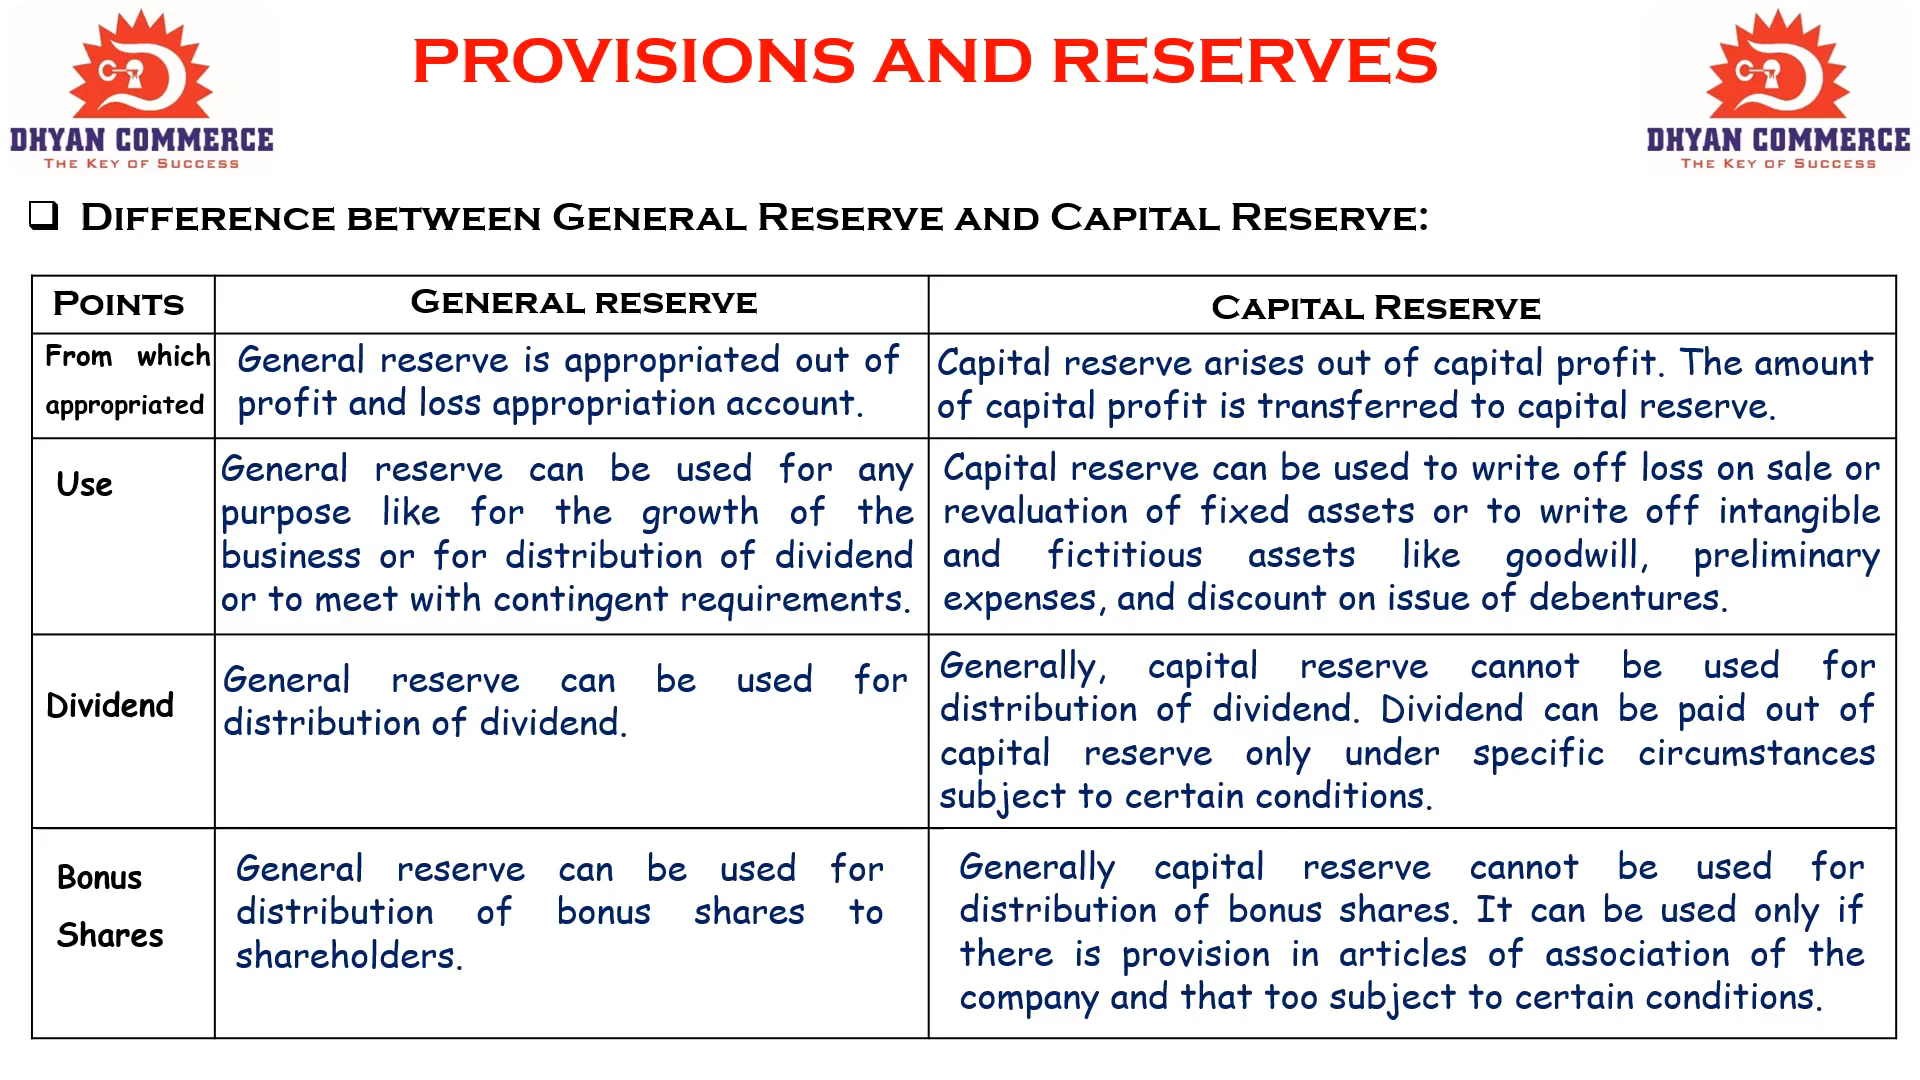 PROVISIONS AND RESERVES
DHYAN COMMERCE
THE KEY OF SUCCESS
DHYAN COMMERCE
THE KEY OF SUCCESS
DIFFERENCE BETWEEN GENERAL RESERVE AND CAPITAL RESERVE:
POINTS
GENERAL RESERVE
CAPITAL RESERVE
From which
appropriated
General reserve is appropriated out of
profit and loss appropriation account.
Capital reserve arises out of capital profit. The amount
of capital profit is transferred to capital reserve.
Use
General reserve can be used for any
purpose like for the growth of the
business or for distribution of dividend
or to meet with contingent requirements.
Capital reserve can be used to write off loss on sale or
revaluation of fixed assets or to write off intangible
and fictitious assets like goodwill, preliminary
expenses, and discount on issue of debentures.
Dividend
General reserve can be used for
distribution of dividend.
Generally, capital reserve cannot be used for
distribution of dividend. Dividend can be paid out of
capital reserve only under specific circumstances
subject to certain conditions.
Bonus
Shares
General reserve can be used for
distribution of bonus shares to
shareholders.
Generally capital reserve cannot be used for
distribution of bonus shares. It can be used only if
there is provision in articles of association of the
company and that too subject to certain conditions.